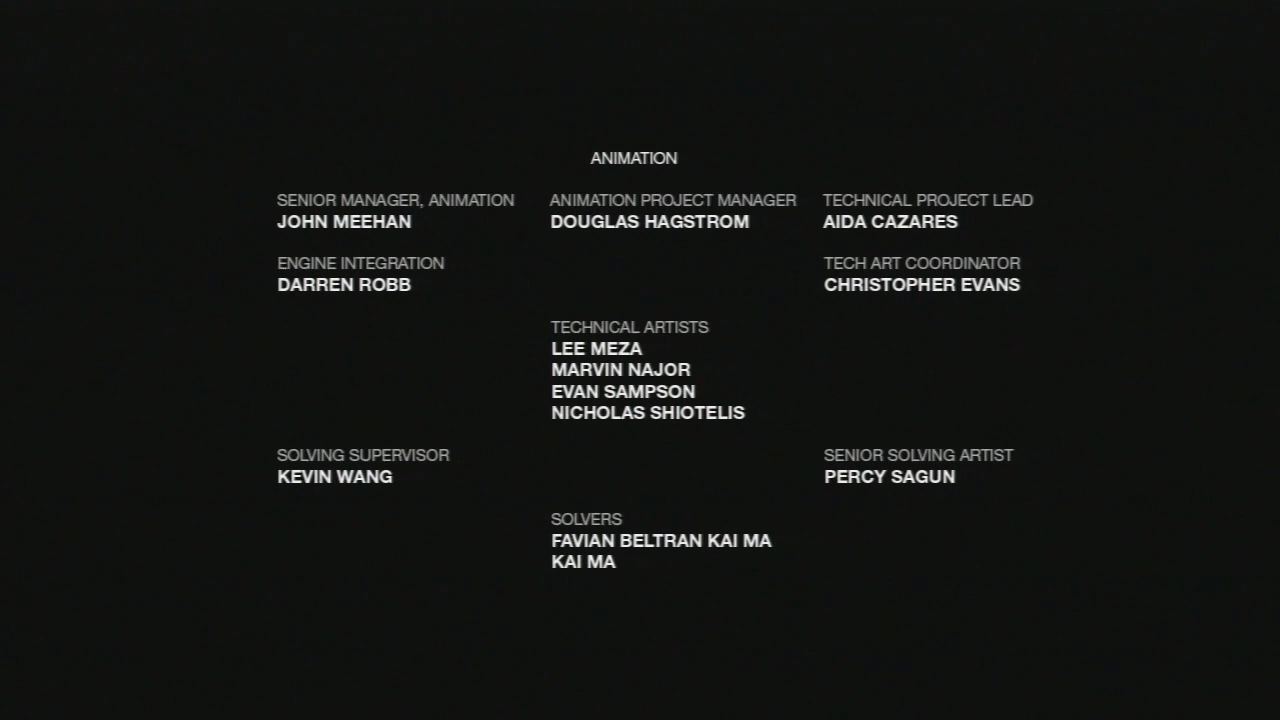 ANIMATION
SENIOR MANAGER, ANIMATION
JOHN MEEHAN
ANIMATION PROJECT MANAGER
DOUGLAS HAGSTROM
TECHNICAL PROJECT LEAD
AIDA CAZARES
ENGINE INTEGRATION
DARREN ROBB
TECH ART COORDINATOR
CHRISTOPHER EVANS
TECHNICAL ARTISTS
LEE MEZA
MARVIN NAJOR
EVAN SAMPSON
NICHOLAS SHIOTELIS
SOLVING SUPERVISOR
KEVIN WANG
SENIOR SOLVING ARTIST
PERCY SAGUN
SOLVERS
FAVIAN BELTRAN KAI MA
KAI MA